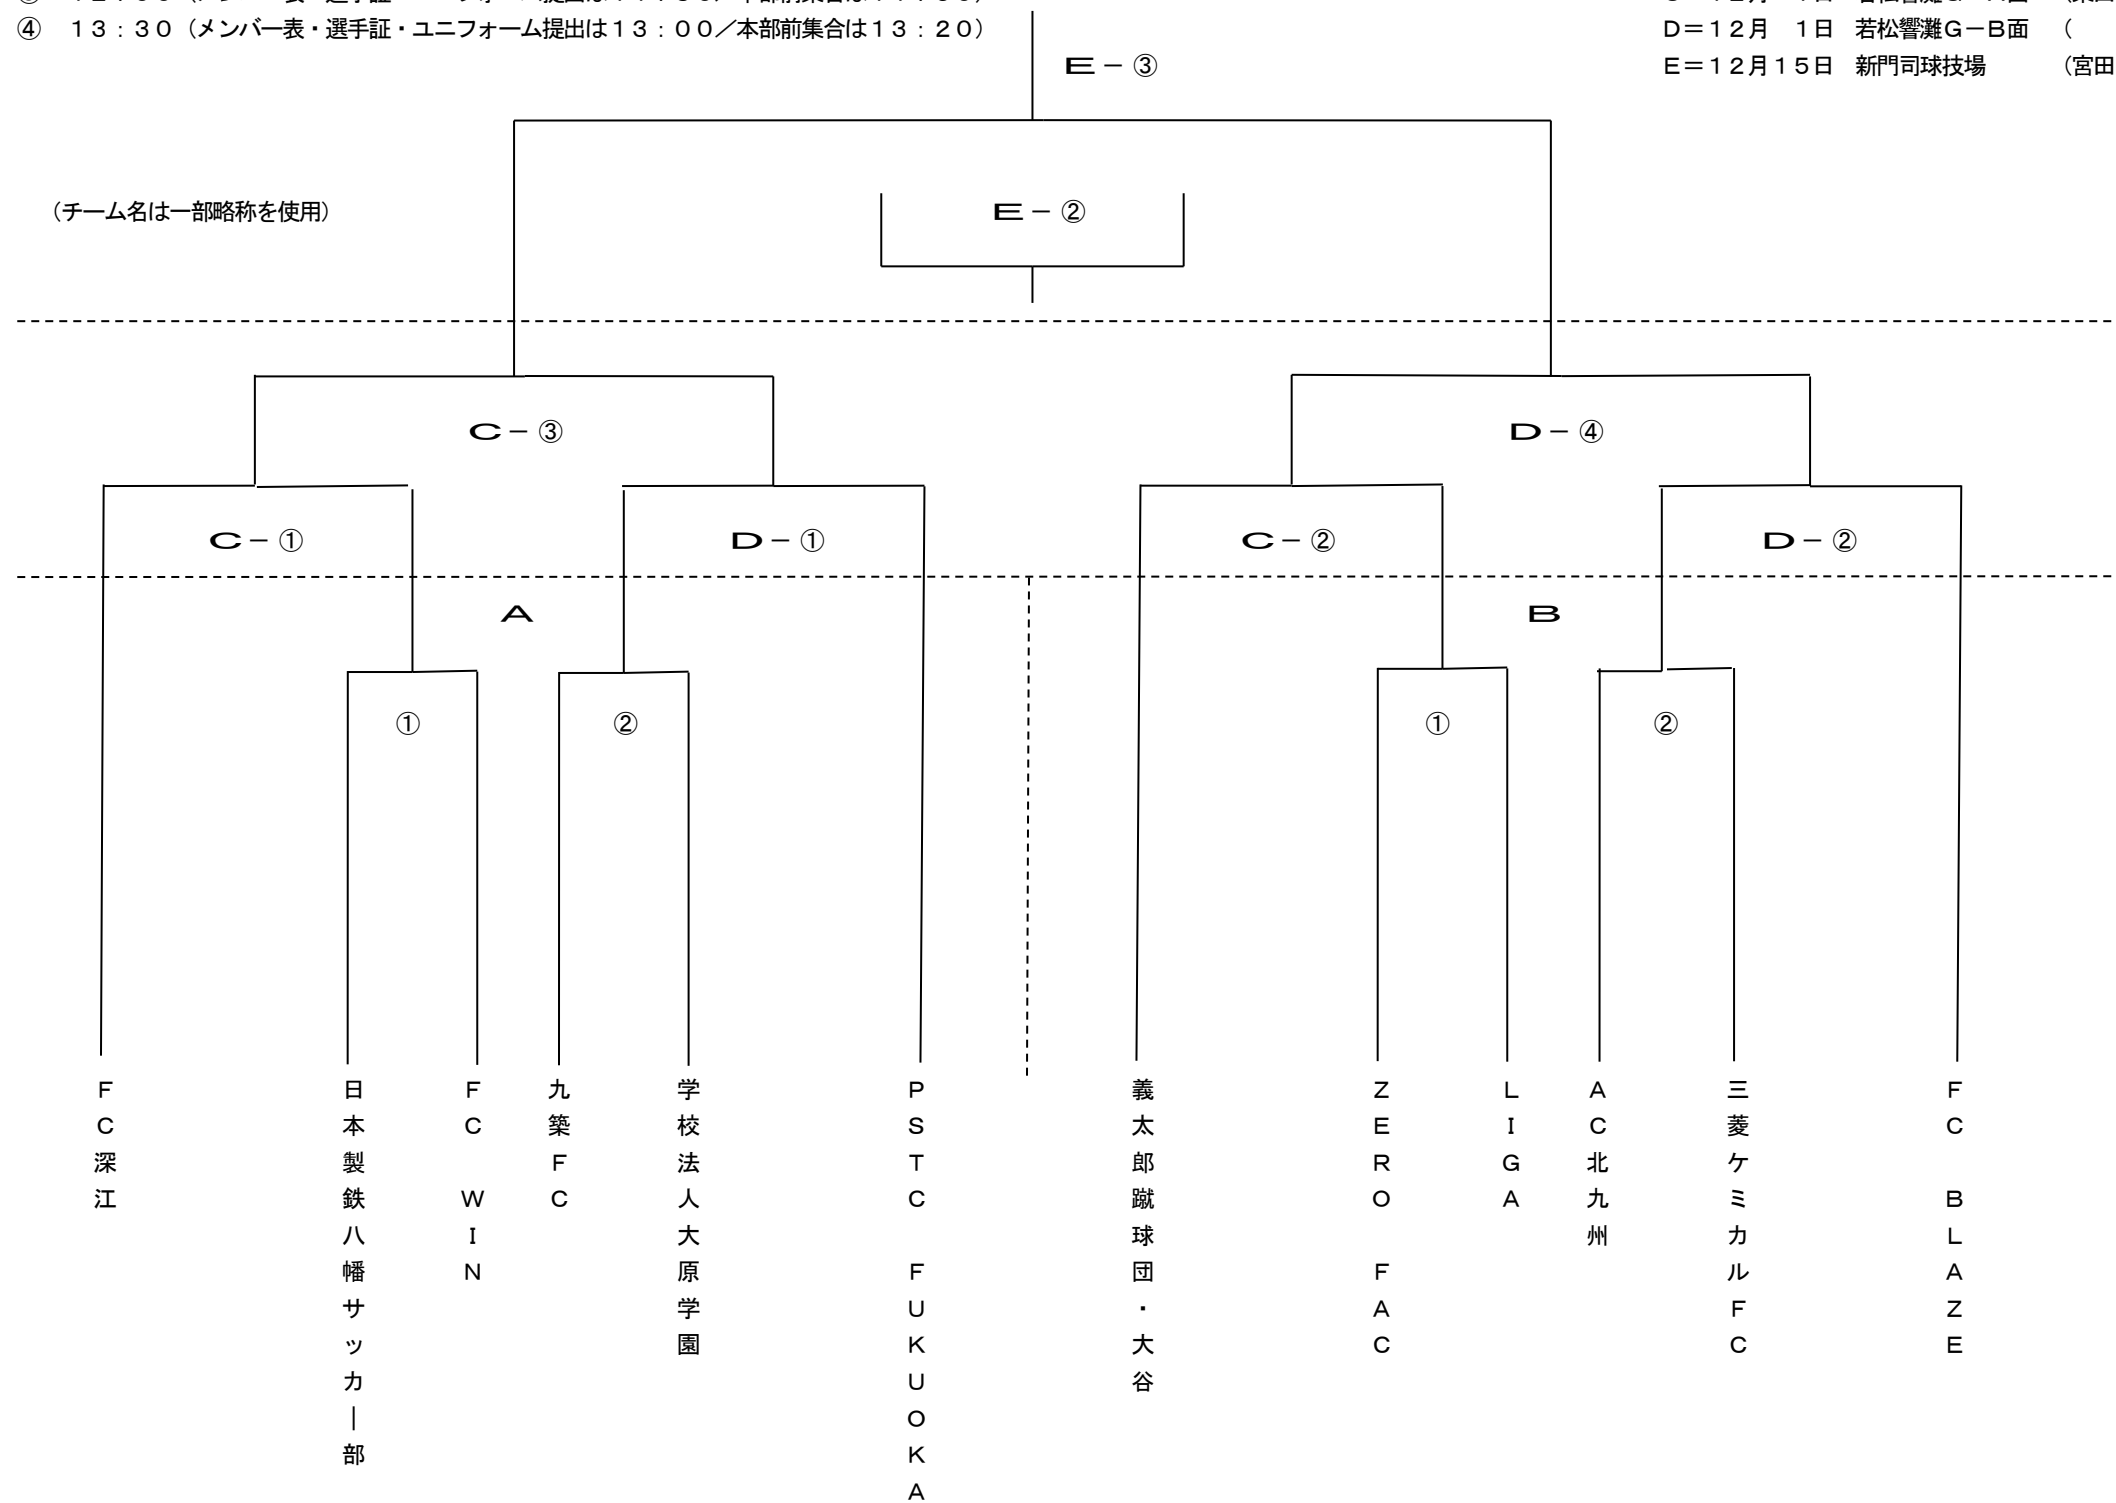 ④　１３：３０（メンバー表・選手証・ユニフォーム提出は１３：００／本部前集合は１３：２０）
Ｄ＝１２月　１日　若松響灘Ｇ－Ｂ面　（
Ｅ－③
Ｅ＝１２月１５日　新門司球技場　（宮田
（チーム名は一部略称を使用）
Ｅ－②
Ｃ－③
Ｄ－④
Ｃ－①
Ｄ－①
Ｃ－②
Ｄ－②
Ａ
Ｂ
①
②
①
②
ＦＣ深江
日本製鉄八幡サッカー部
ＦＣ　ＷＩＮ
九築ＦＣ
学校法人大原学園
ＰＳＴＣ　ＦＵＫＵＯＫＡ
義太郎蹴球団・大谷
ＺＥＲＯ　ＦＡＣ
ＬＩＧＡ
ＡＣ北九州
三菱ケミカルＦＣ
ＦＣ　ＢＬＡＺＥ